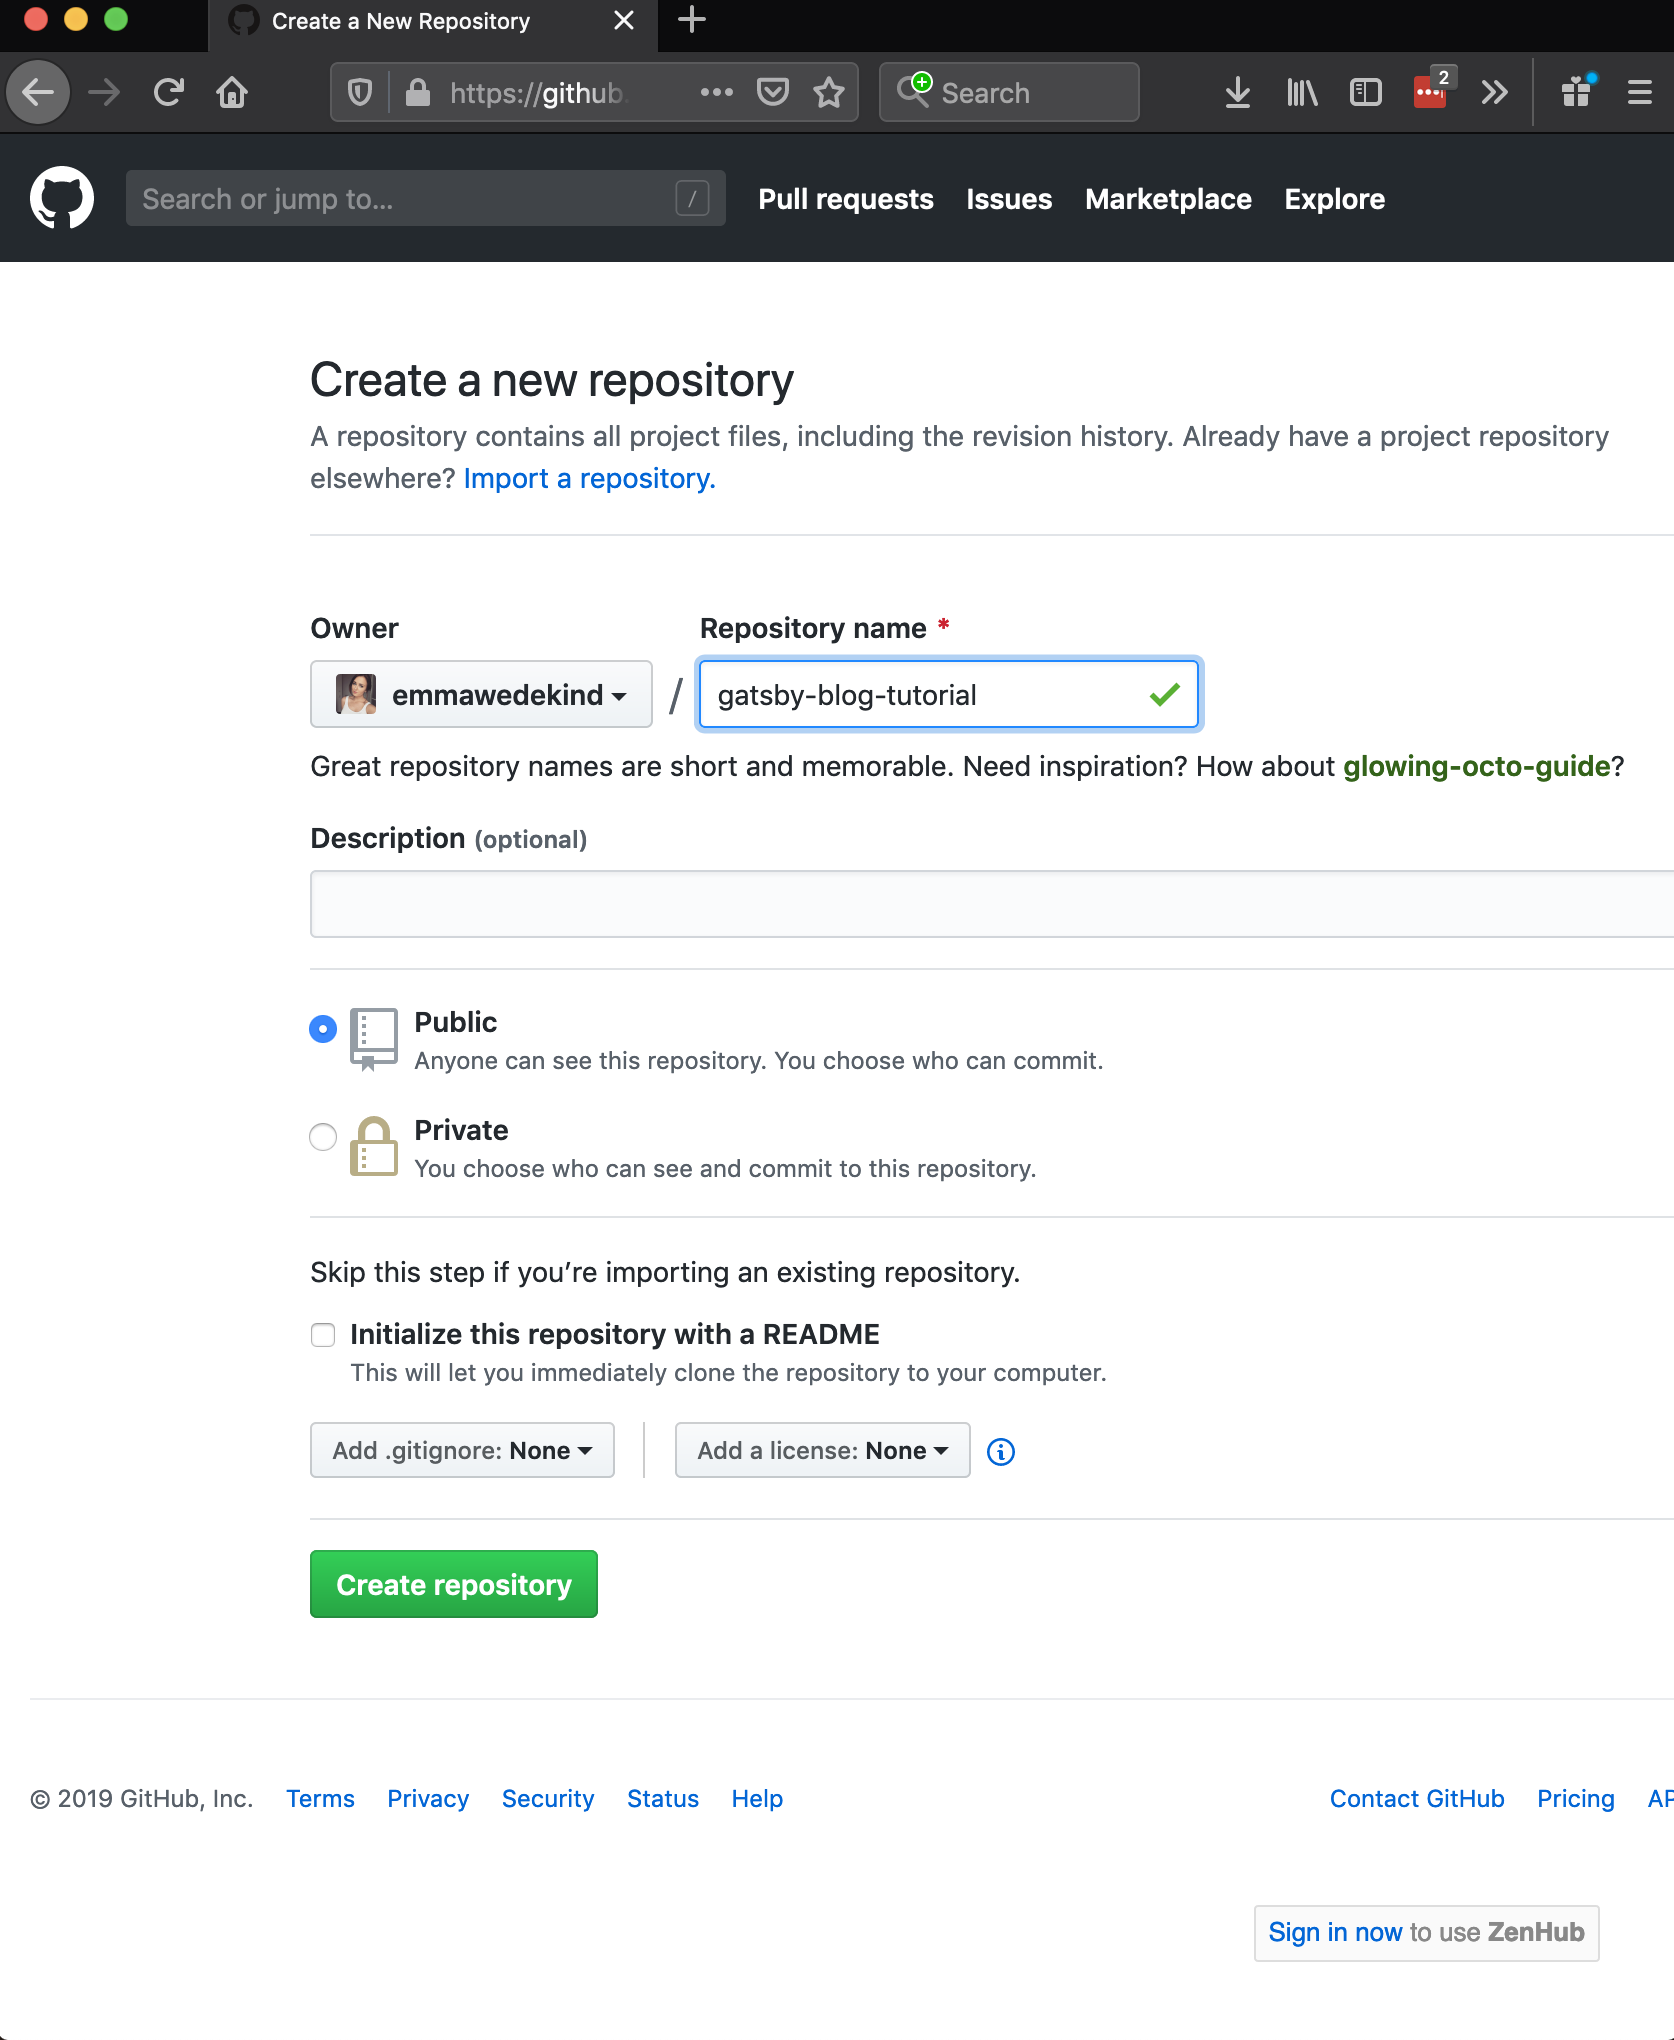 Create a New Repository
https://github.
Search
2
Search or jump to...
/
Pull requests
Issues
Marketplace
Explore
Create a new repository
A repository contains all project files, including the revision history. Already have a project repository
elsewhere? Import a repository.
Owner
Repository name *
emmawedekind
/
gatsby-blog-tutorial
Great repository names are short and memorable. Need inspiration? How about glowing-octo-guide?
Description (optional)
Public
Anyone can see this repository. You choose who can commit.
Private
You choose who can see and commit to this repository.
Skip this step if you’re importing an existing repository.
Initialize this repository with a README
This will let you immediately clone the repository to your computer.
Add .gitignore: None
Add a license: None
Create repository
© 2019 GitHub, Inc.
Terms
Privacy
Security
Status
Help
Contact GitHub
Pricing
Sign in now to use ZenHub